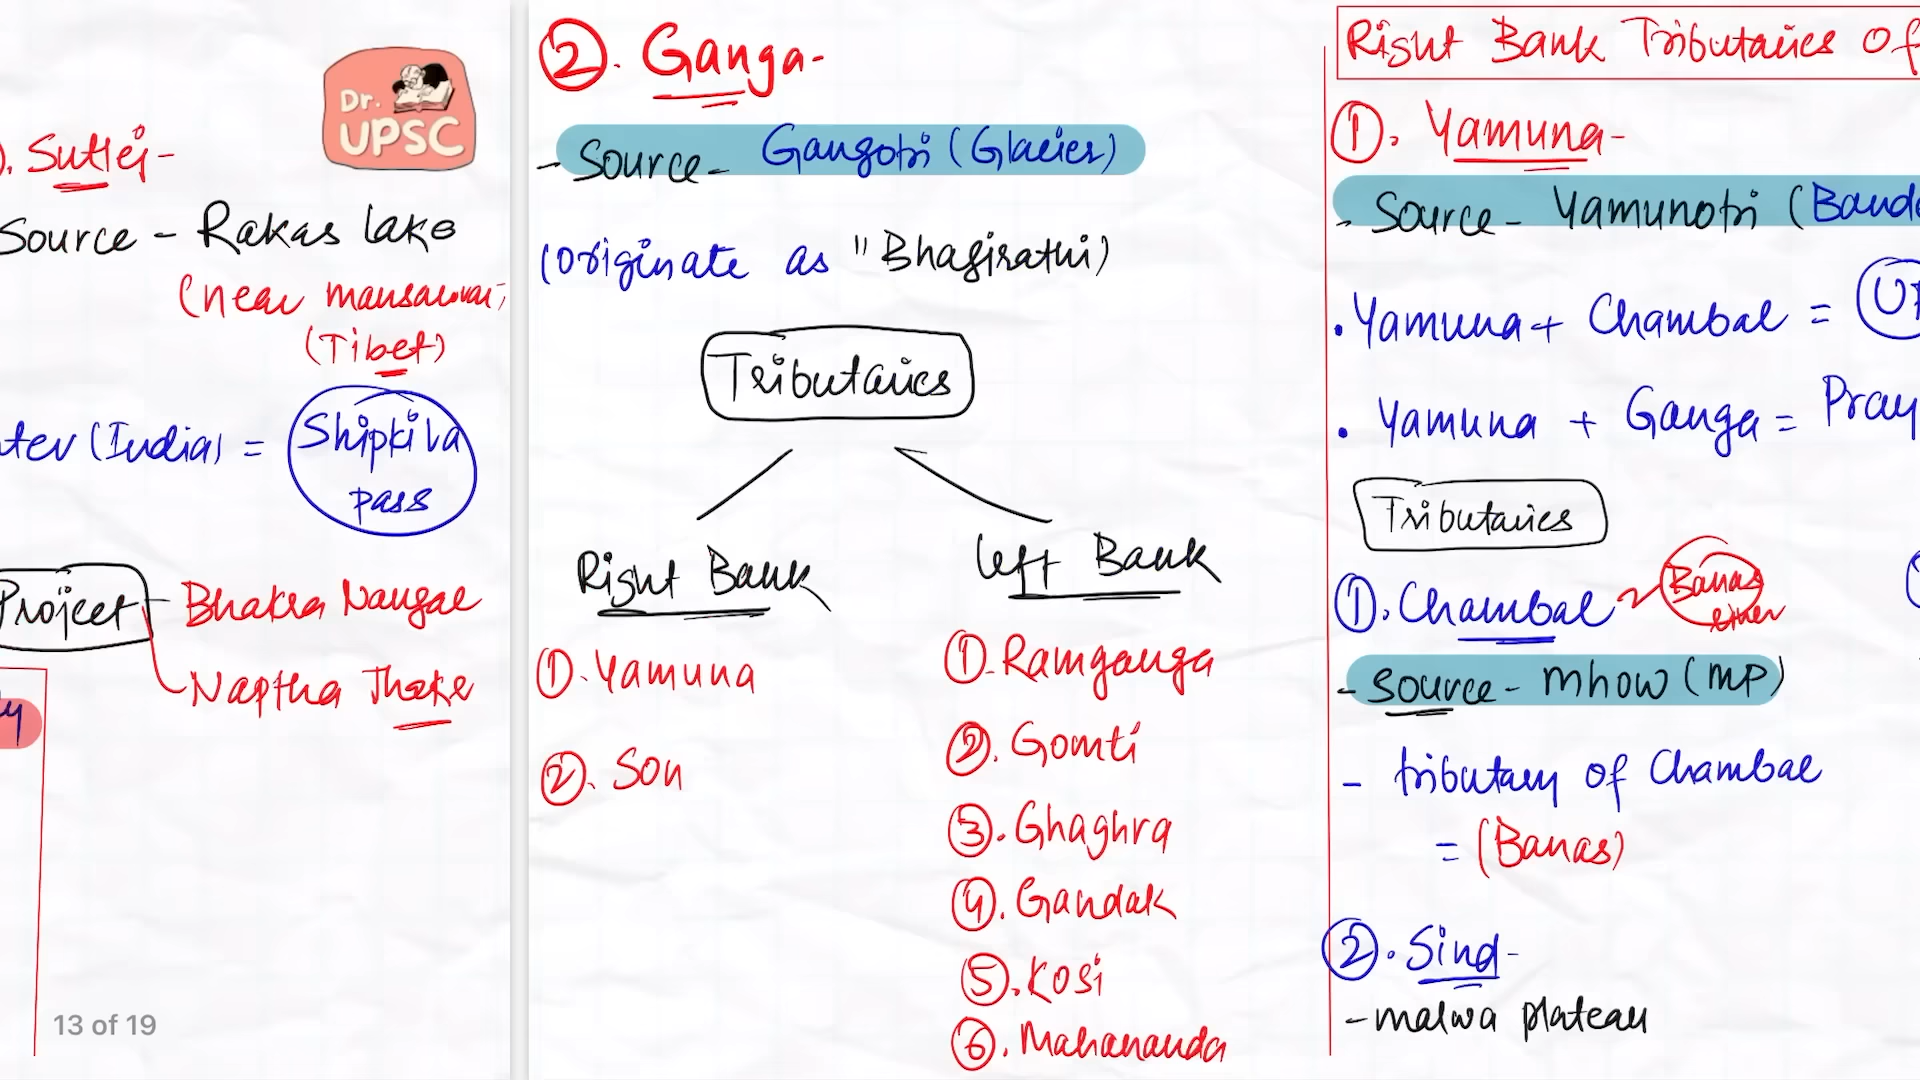 Dr.
UPSC
). Sutlej-
Source - Rakas lake
(near mansarovar,
(Tibet)
(India) = Shipki la
pass
Project - Bhakra Nangal
Naptha Jhakr
13 of 19
②. Ganga-
- Source - Gangotri (Glacier)
(originate as "Bhagirathi)
Tributaries
Right Bank
①. Yamuna
②. Son
left Bank
①. Ramganga
②. Gomti
③. Ghaghra
④. Gandak
⑤. Kosi
⑥. Mahananda
Right Bank Tributaries Of
①. Yamuna-
- Source - Yamunotri (Bande
. Yamuna + Chambal = UP
. Yamuna + Ganga = Pray
Tributaries
①. Chambal ~ Banas
river
- source - mhow (MP)
- tributary of Chambal
= (Banas)
②. Sind-
- malwa plateau